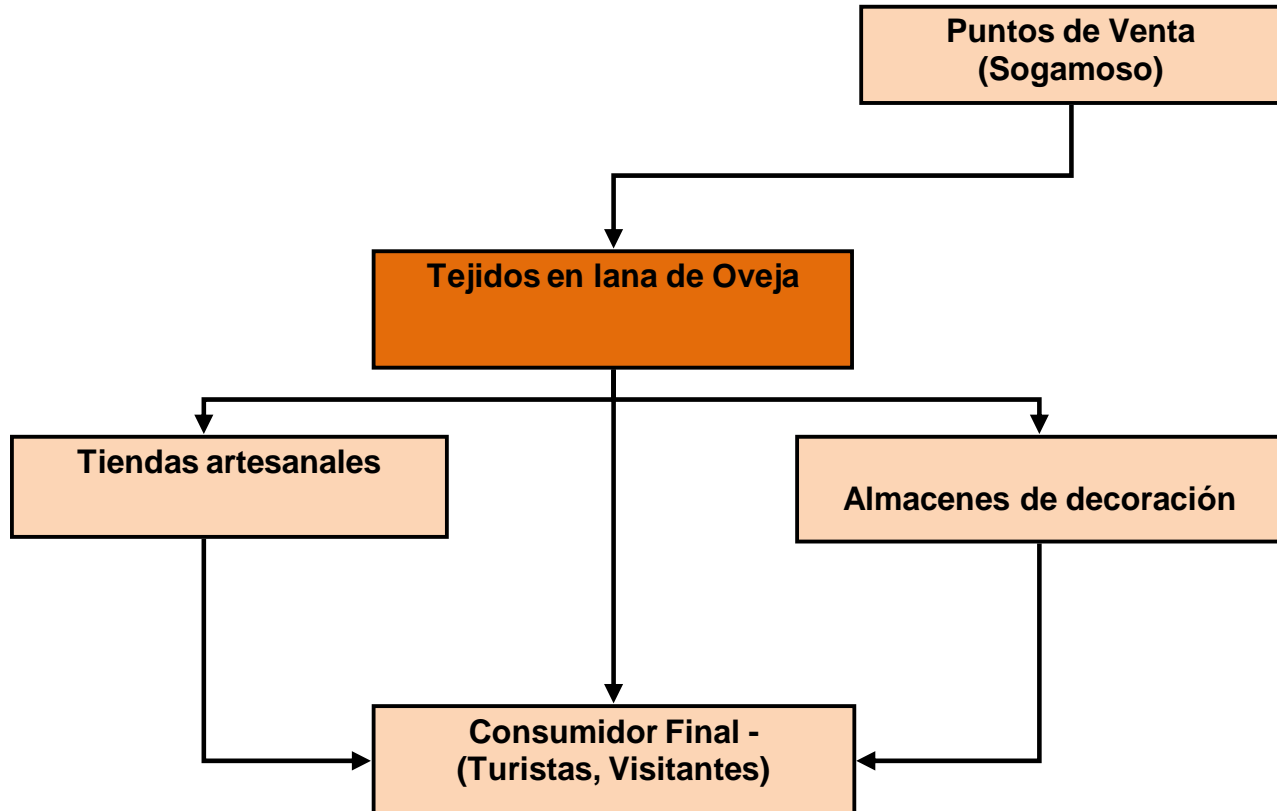 Puntos de Venta
(Sogamoso)
Tejidos en lana de Oveja
Tiendas artesanales
Almacenes de decoración
Consumidor Final -
(Turistas, Visitantes)